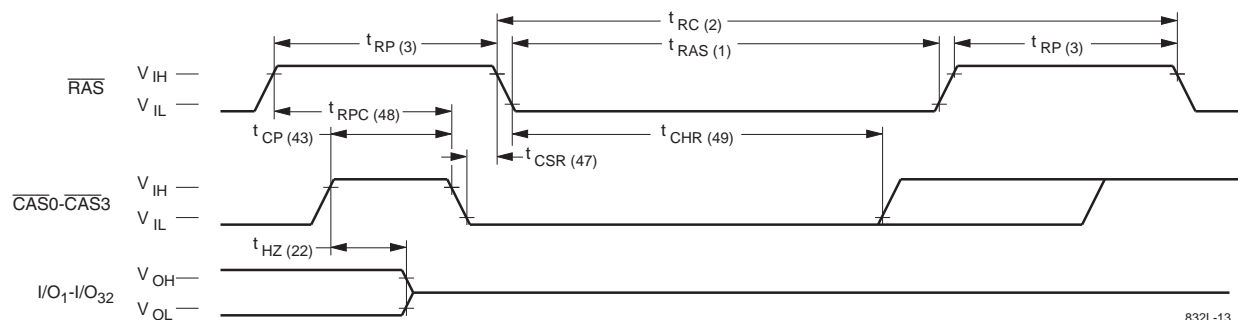 t RC (2)
t RP (3)
t RAS (1)
t RP (3)
RAS
V IH
V IL
t RPC (48)
t CP (43)
t CHR (49)
t CSR (47)
CAS0-CAS3
V IH
V IL
t HZ (22)
I/O1-I/O32
V OH
V OL
832L-13